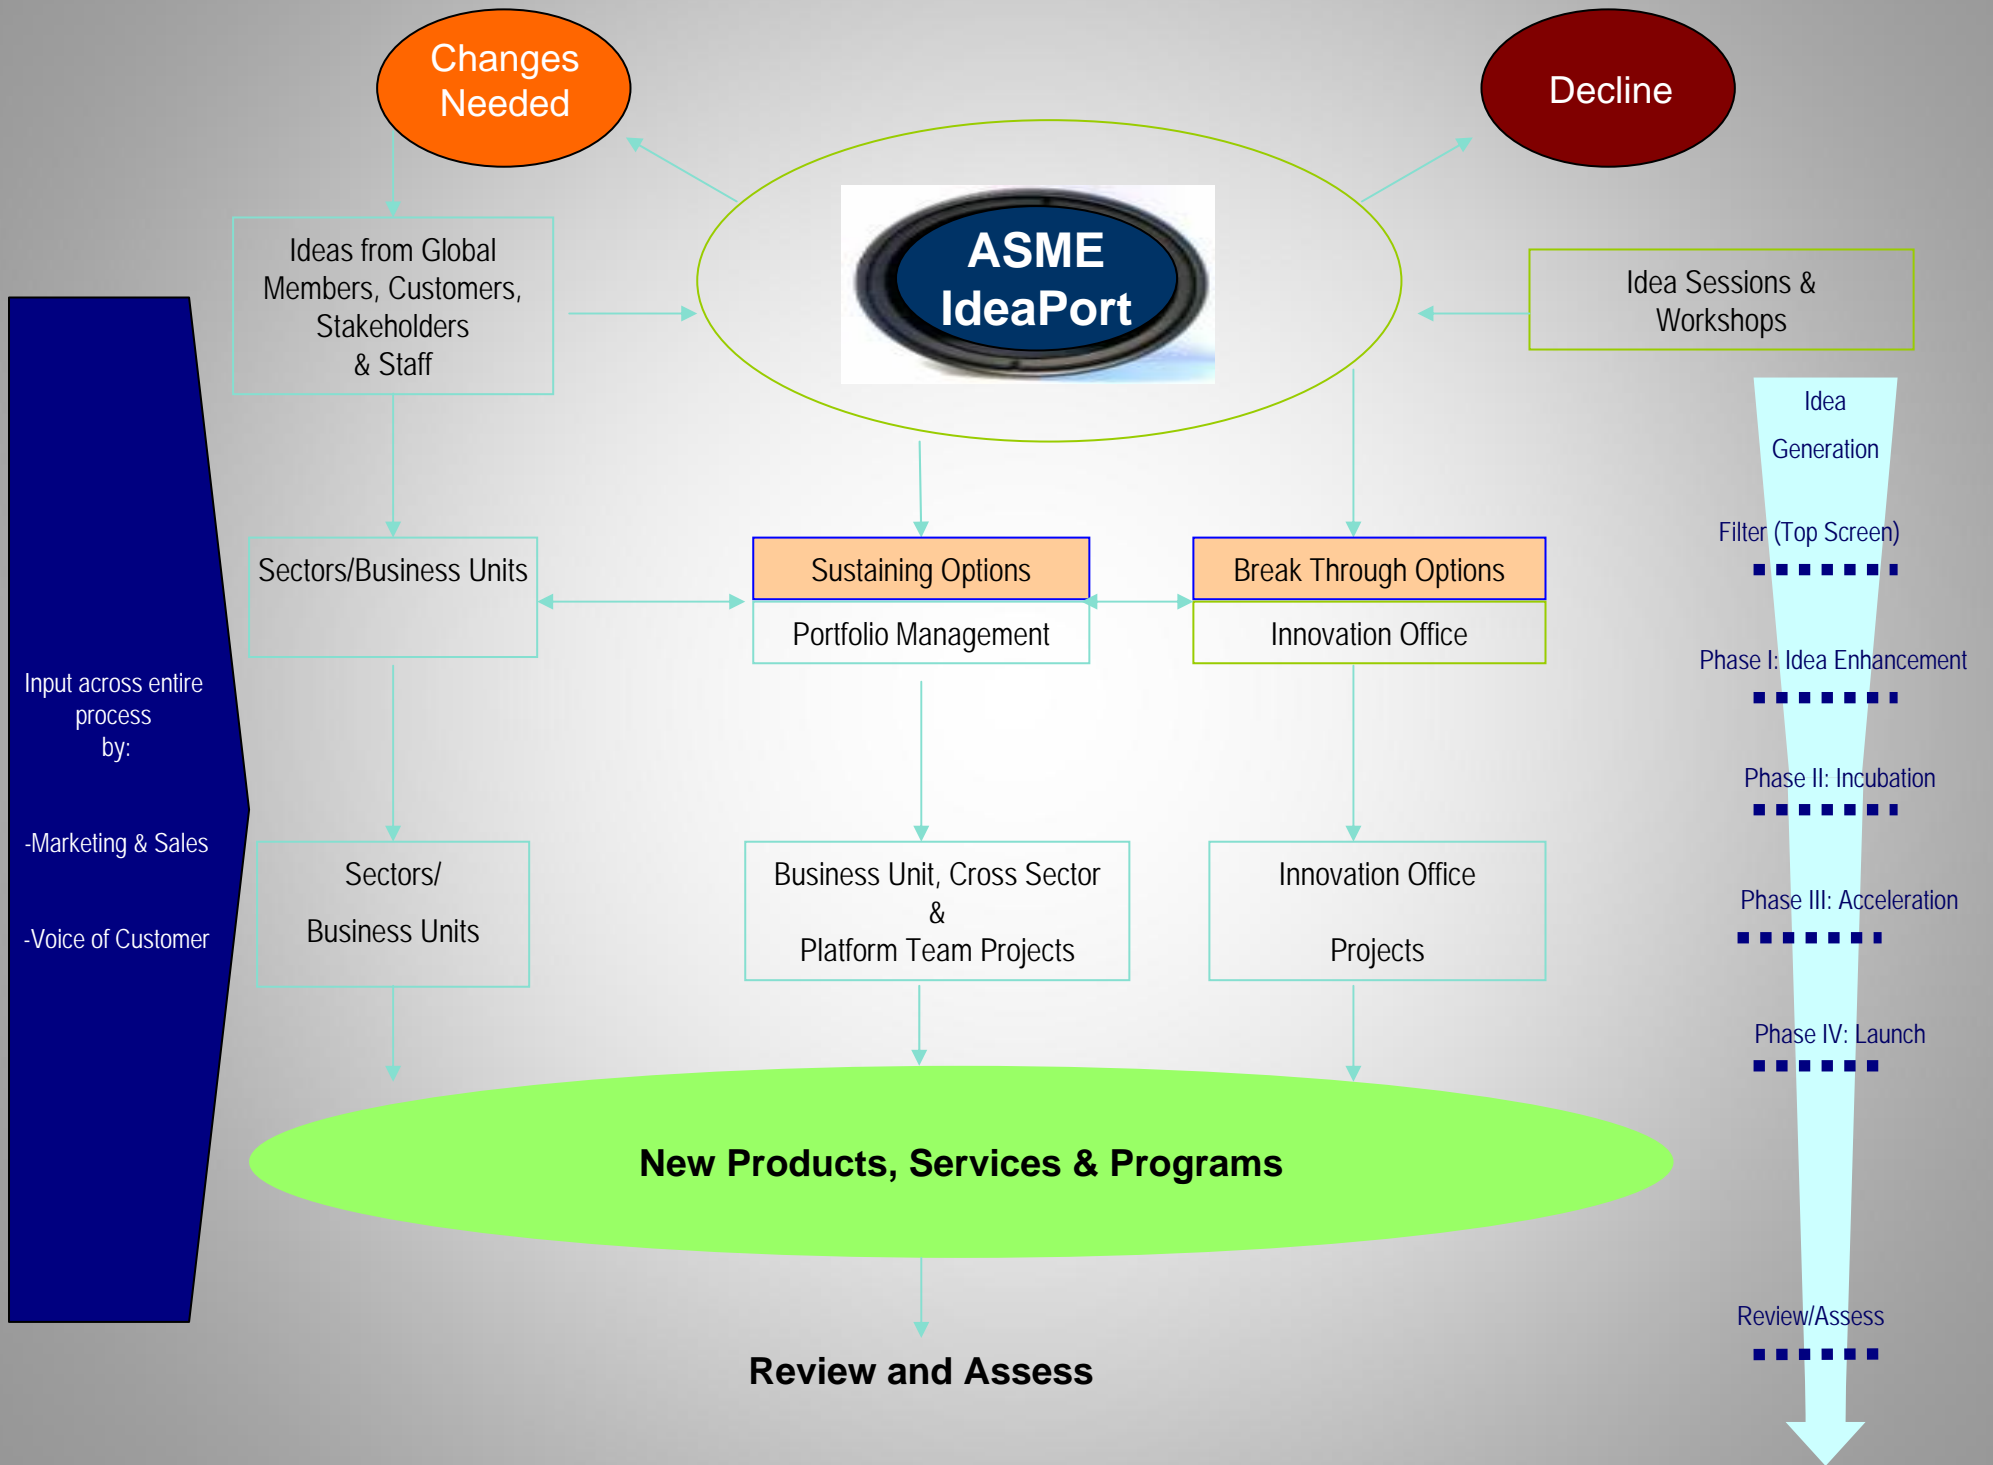 Changes
Needed
Decline
ASME
IdeaPort
Ideas from Global
Members, Customers,
Stakeholders
& Staff
Idea Sessions &
Workshops
Input across entire
process
by:
-Marketing & Sales
-Voice of Customer
Sectors/Business Units
Sustaining Options
Portfolio Management
Break Through Options
Innovation Office
Sectors/
Business Units
Business Unit, Cross Sector
&
Platform Team Projects
Innovation Office
Projects
New Products, Services & Programs
Review and Assess
Idea
Generation
Filter (Top Screen)
Phase I: Idea Enhancement
Phase II: Incubation
Phase III: Acceleration
Phase IV: Launch
Review/Assess